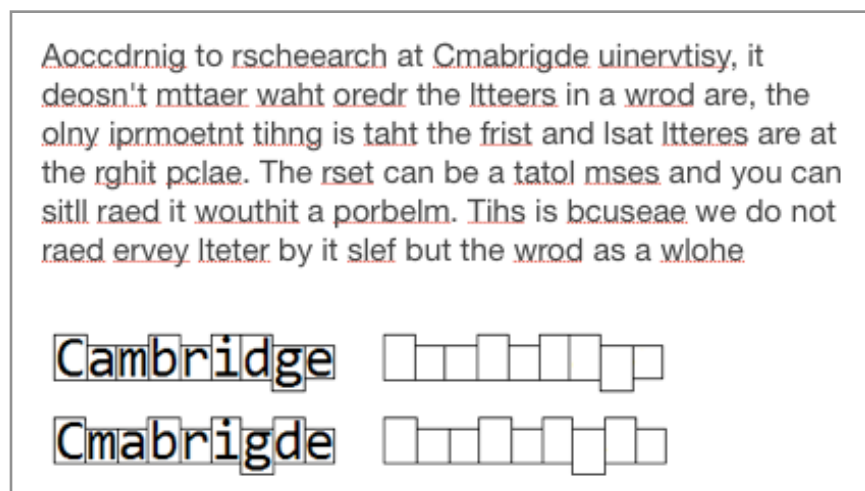 Aoccdrnig to rscheearch at Cmabrigde uinervtisy, it
deosn't mttaer waht oredr the ltteers in a wrod are, the
olny iprmoetnt tihng is taht the frist and lsat ltteres are at
the rghit pclae. The rset can be a tatol mses and you can
sitll raed it wouthit a porbelm. Tihs is bcuseae we do not
raed ervey lteter by it slef but the wrod as a wlohe
Cambridge
Cmabrigde